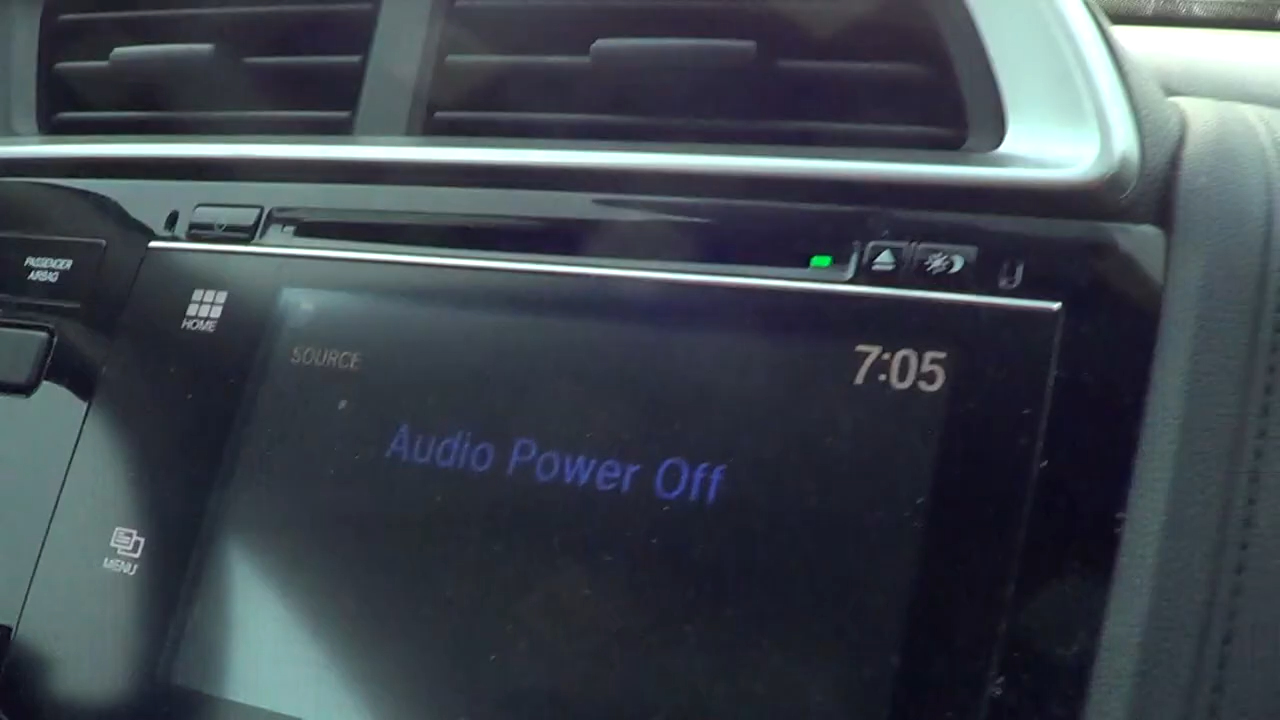 PASSENGER
AIRBAG
HOME
SOURCE
7:05
Audio Power Off
MENU